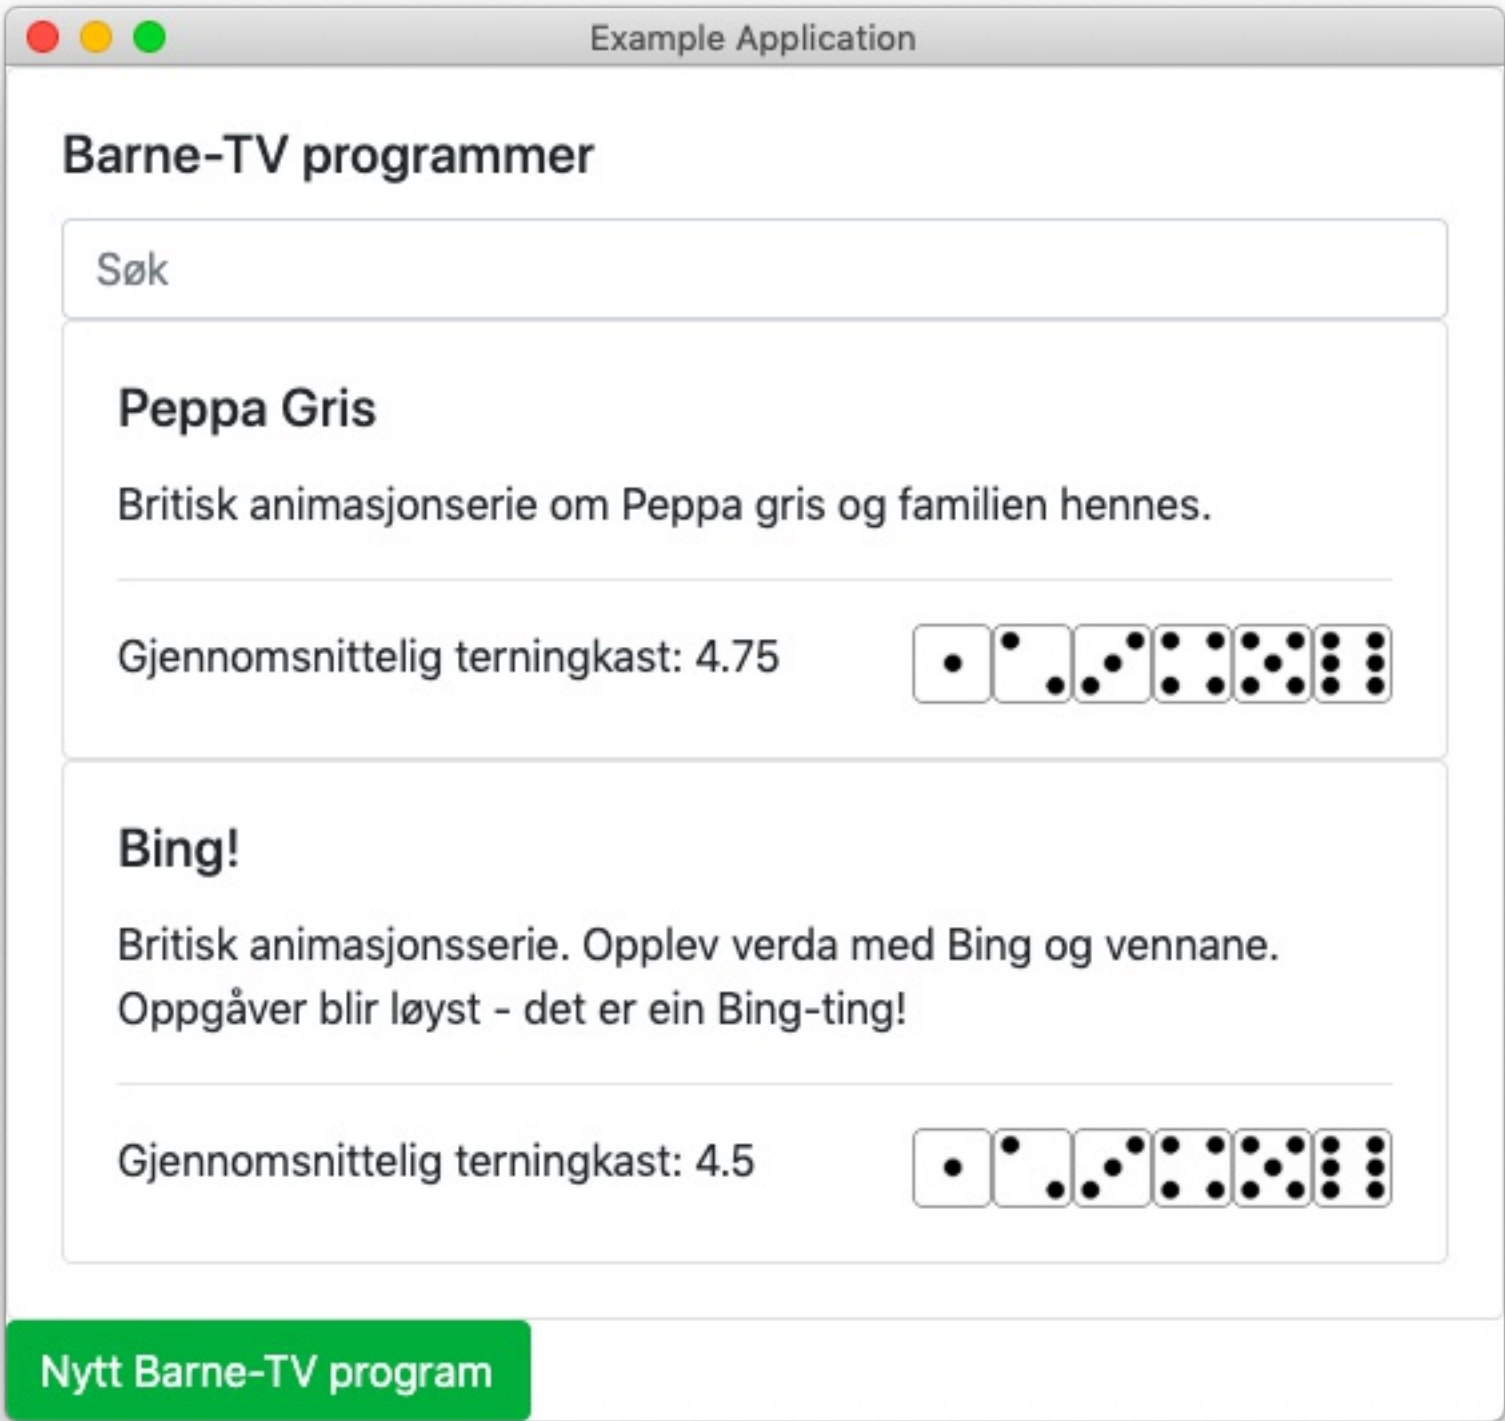 Example Application
Barne-TV programmer
Søk
Peppa Gris
Britisk animasjonserie om Peppa gris og familien hennes.
Gjennomsnittelig terningkast: 4.75
Bing!
Britisk animasjonsserie. Opplev verda med Bing og vennane.
Oppgåver blir løyst - det er ein Bing-ting!
Gjennomsnittelig terningkast: 4.5
Nytt Barne-TV program